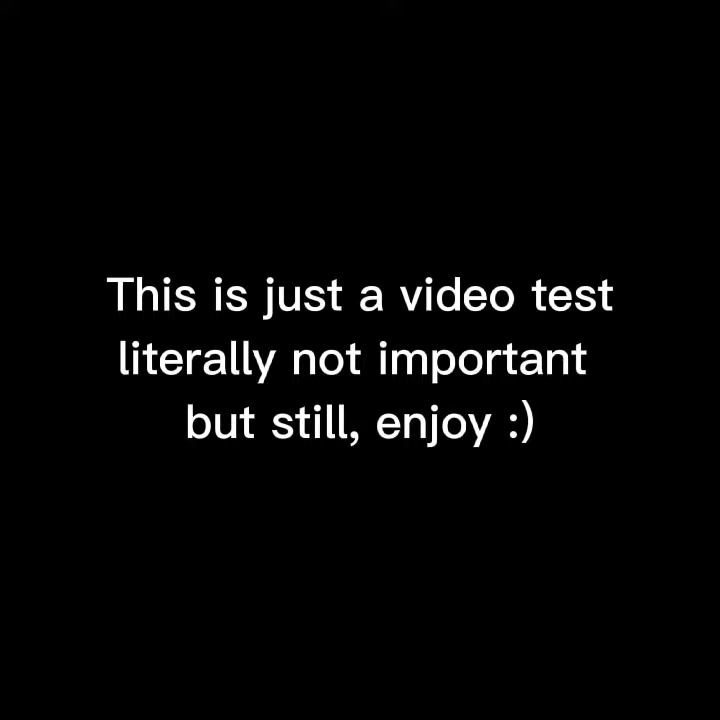 This is just a video test
literally not important
but still, enjoy :)